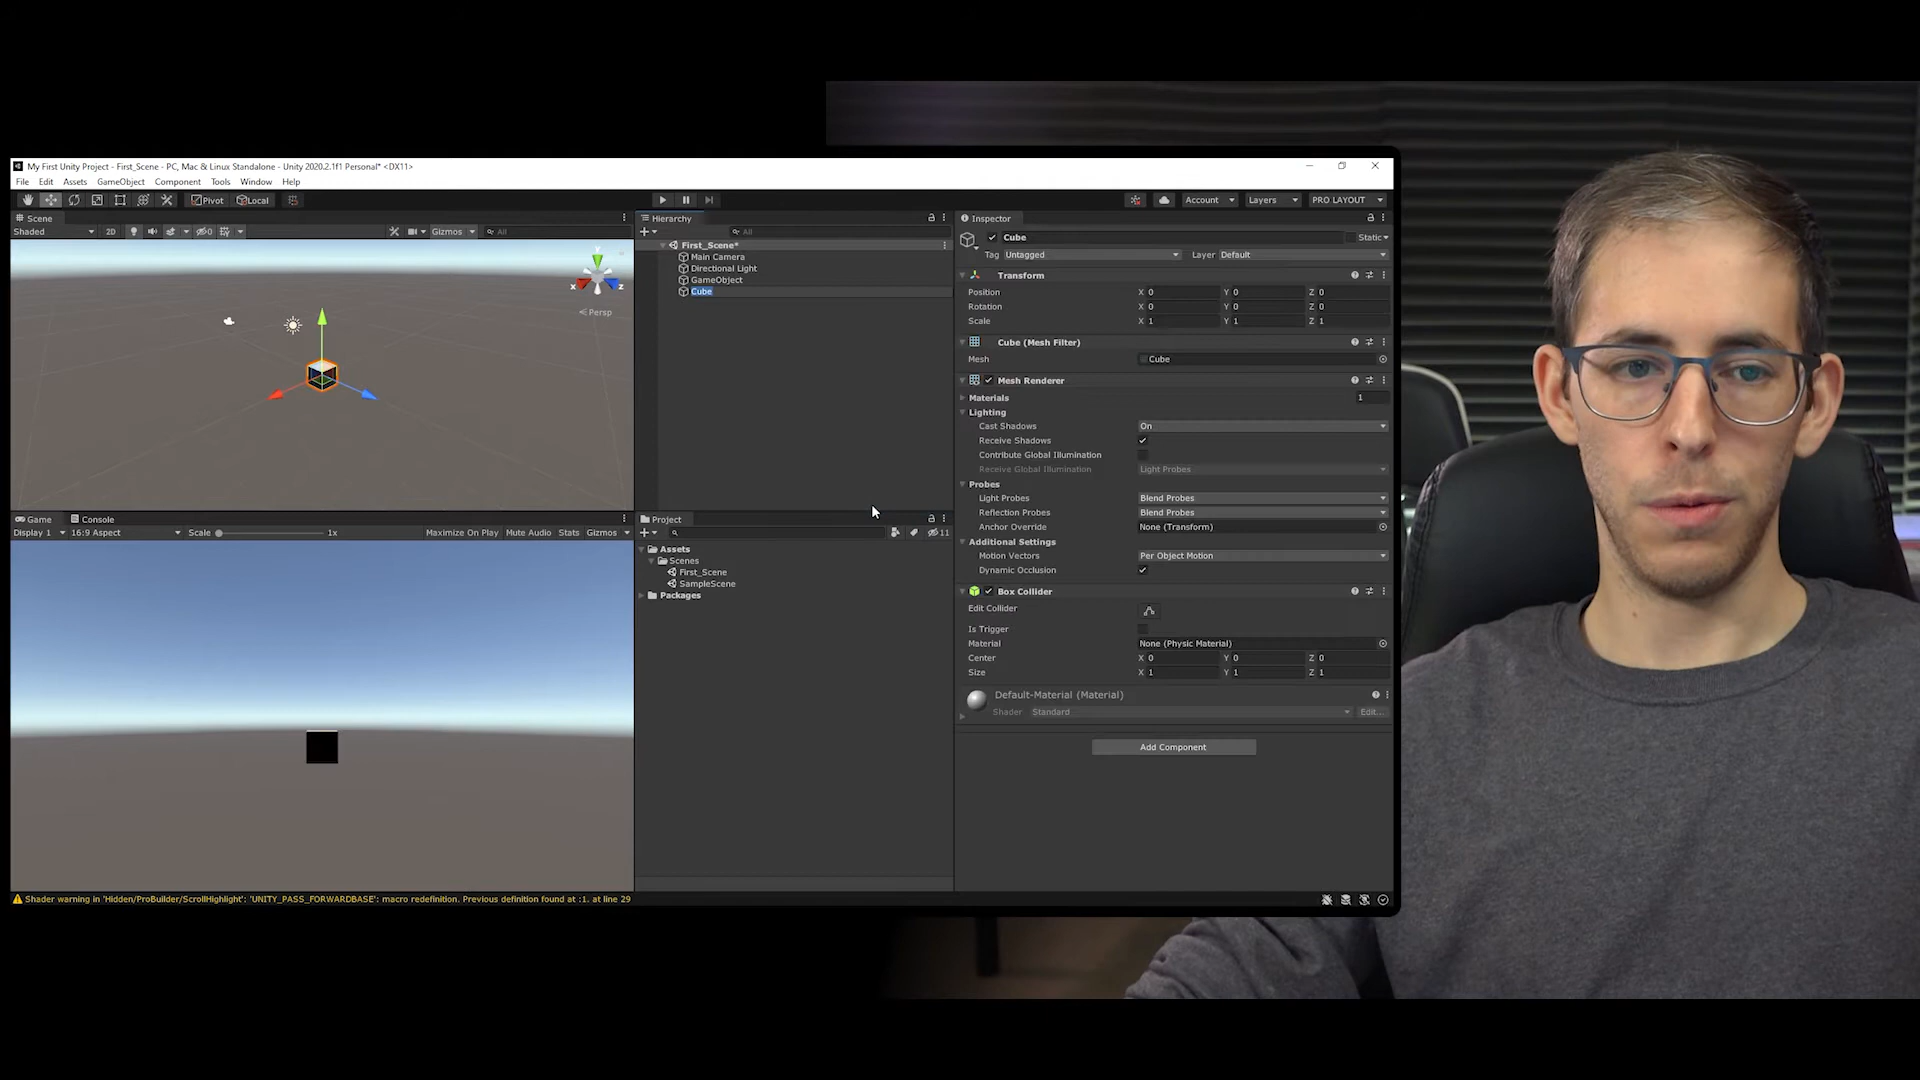 My First Unity Project - First_Scene - PC, Mac & Linux Standalone - Unity 2020.2.1f1 Personal* <DX11>
File Edit Assets GameObject Component Tools Window Help
Pivot Local Account Layers PRO LAYOUT
Scene
Shaded 2D Gizmos All
Y
X Z
Persp
Hierarchy
All
First_Scene*
Main Camera
Directional Light
GameObject
Cube
Game Console
Display 1 16:9 Aspect Scale 1x Maximize On Play Mute Audio Stats Gizmos
Project
11
Assets
Scenes
First_Scene
SampleScene
Packages
Inspector
Cube Static
Tag Untagged Layer Default
Transform
Position X 0 Y 0 Z 0
Rotation X 0 Y 0 Z 0
Scale X 1 Y 1 Z 1
Cube (Mesh Filter)
Mesh Cube
Mesh Renderer
Materials 1
Lighting
Cast Shadows On
Receive Shadows
Contribute Global Illumination
Receive Global Illumination Light Probes
Probes
Light Probes Blend Probes
Reflection Probes Blend Probes
Anchor Override None (Transform)
Additional Settings
Motion Vectors Per Object Motion
Dynamic Occlusion
Box Collider
Edit Collider
Is Trigger
Material None (Physic Material)
Center X 0 Y 0 Z 0
Size X 1 Y 1 Z 1
Default-Material (Material)
Shader Standard Edit...
Add Component
Shader warning in 'Hidden/ProBuilder/ScrollHighlight': 'UNITY_PASS_FORWARDBASE': macro redefinition. Previous definition found at :1. at line 29